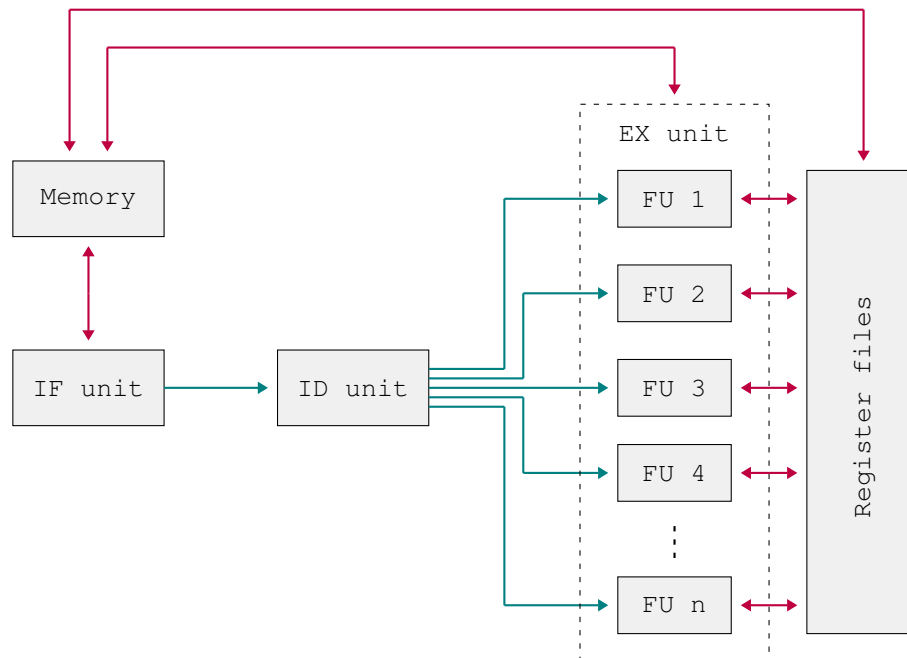 EX unit
Memory
FU 1
FU 2
IF unit
ID unit
FU 3
FU 4
FU n
Register files